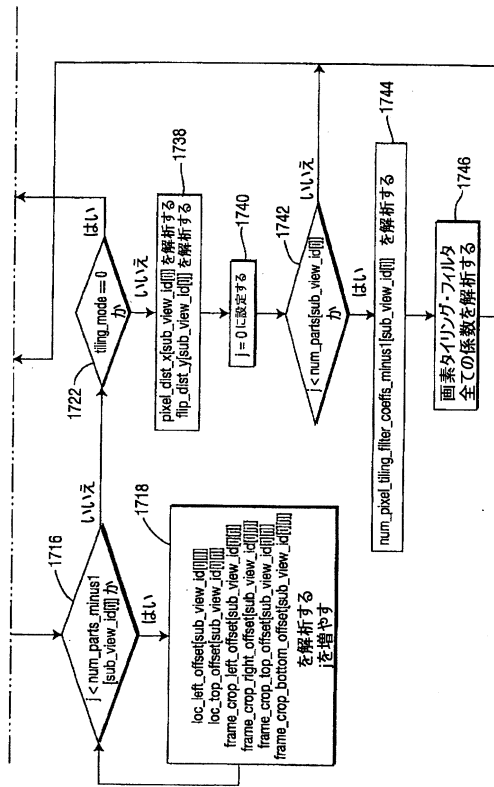 1716
j < num_parts_minus1
[sub_view_id[i]] か
いいえ
はい
1718
loc_left_offset[sub_view_id[i]][j]
loc_top_offset[sub_view_id[i]][j]
frame_crop_left_offset[sub_view_id[i]][j]
frame_crop_right_offset[sub_view_id[i]][j]
frame_crop_top_offset[sub_view_id[i]][j]
frame_crop_bottom_offset[sub_view_id[i]][j]
を解析する
jを増やす
1722
tiling_mode == 0
か
はい
いいえ
1738
pixel_dist_x[sub_view_id[i]] を解析する
flip_dist_y[sub_view_id[i]] を解析する
1740
j = 0 に設定する
1742
j < num_parts[sub_view_id[i]]
か
いいえ
はい
1744
num_pixel_tiling_filter_coeffs_minus1[sub_view_id[i]] を解析する
1746
画素タイリング・フィルタ
全ての係数を解析する